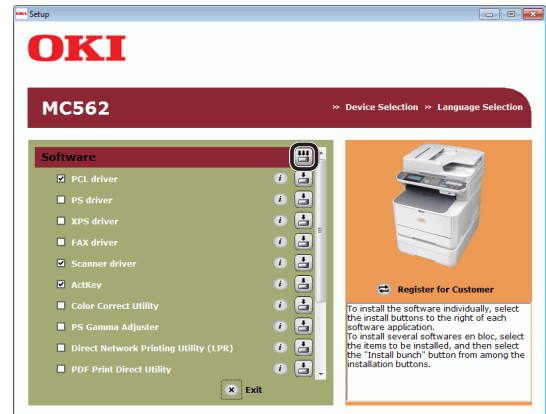 OKI Setup
OKI
MC562
>> Device Selection >> Language Selection
Software
PCL driver
PS driver
XPS driver
FAX driver
Scanner driver
ActKey
Color Correct Utility
PS Gamma Adjuster
Direct Network Printing Utility (LPR)
PDF Print Direct Utility
Exit
Register for Customer
To install the software individually, select
the install buttons to the right of each
software application.
To install several softwares en bloc, select
the items to be installed, and then select
the "Install bunch" button from among the
installation buttons.